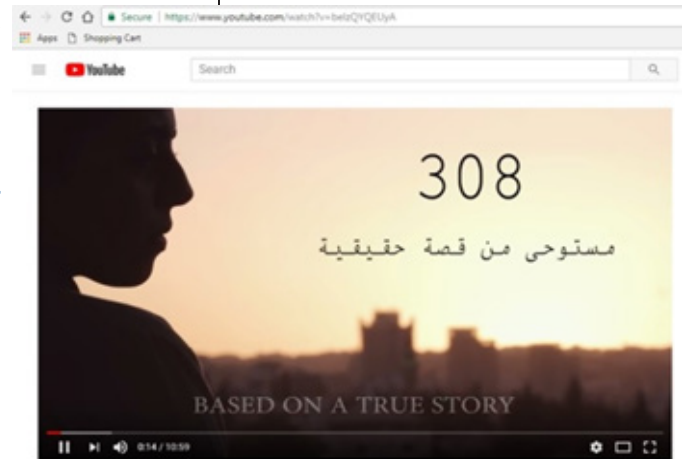 Secure | https://www.youtube.com/watch?v=belzQYQEUyA
Apps Shopping Cart
YouTube Search
308
مستوحى من قصة حقيقية
BASED ON A TRUE STORY
0:14 / 10:59